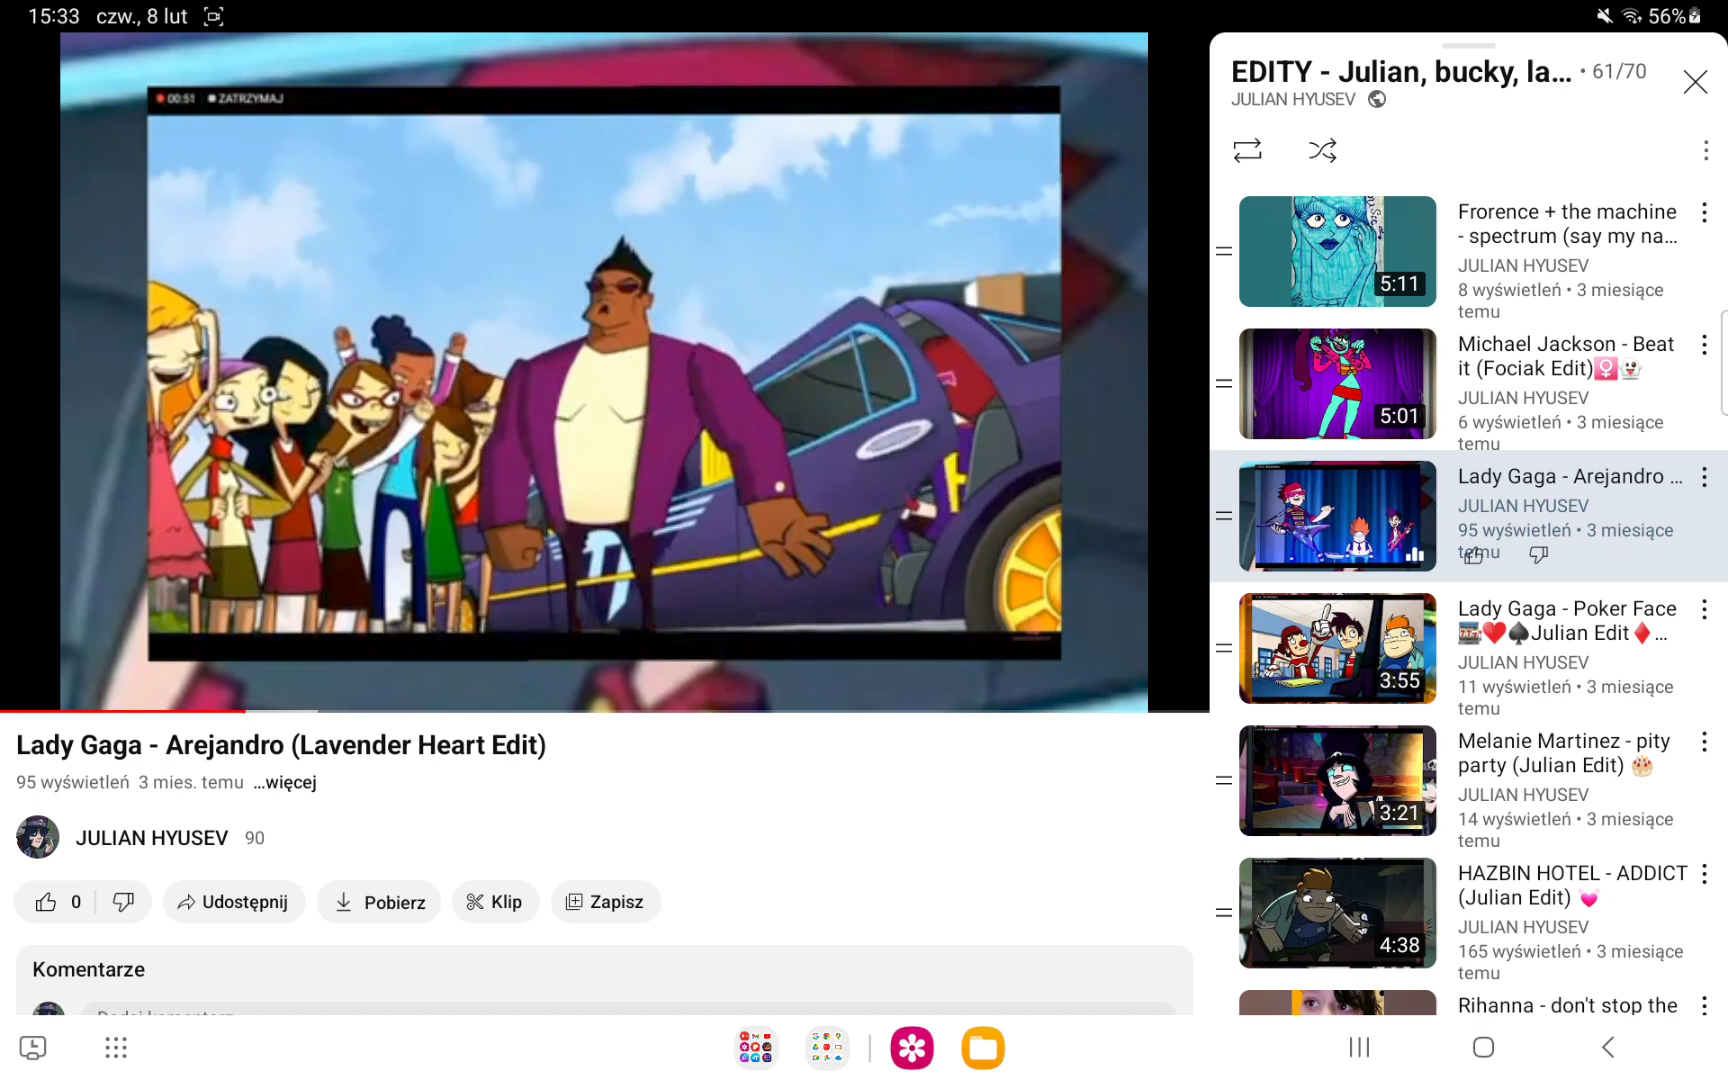 15:33 czw., 8 lut
56%
00:51 ZATRZYMAJ
EDITY - Julian, bucky, la... • 61/70
JULIAN HYUSEV
Frorence + the machine
- spectrum (say my na...
JULIAN HYUSEV
8 wyświetleń • 3 miesiące
temu
5:11
Michael Jackson - Beat
it (Fociak Edit)♀️👻
JULIAN HYUSEV
6 wyświetleń • 3 miesiące
temu
5:01
Lady Gaga - Arejandro ...
JULIAN HYUSEV
95 wyświetleń • 3 miesiące
temu
Lady Gaga - Poker Face
🎰❤️♠️Julian Edit♦️...
JULIAN HYUSEV
11 wyświetleń • 3 miesiące
temu
3:55
Melanie Martinez - pity
party (Julian Edit) 🎂
JULIAN HYUSEV
14 wyświetleń • 3 miesiące
temu
3:21
HAZBIN HOTEL - ADDICT
(Julian Edit) 💓
JULIAN HYUSEV
165 wyświetleń • 3 miesiące
temu
4:38
Rihanna - don't stop the
Lady Gaga - Arejandro (Lavender Heart Edit)
95 wyświetleń 3 mies. temu ...więcej
JULIAN HYUSEV 90
0 Udostępnij Pobierz Klip Zapisz
Komentarze